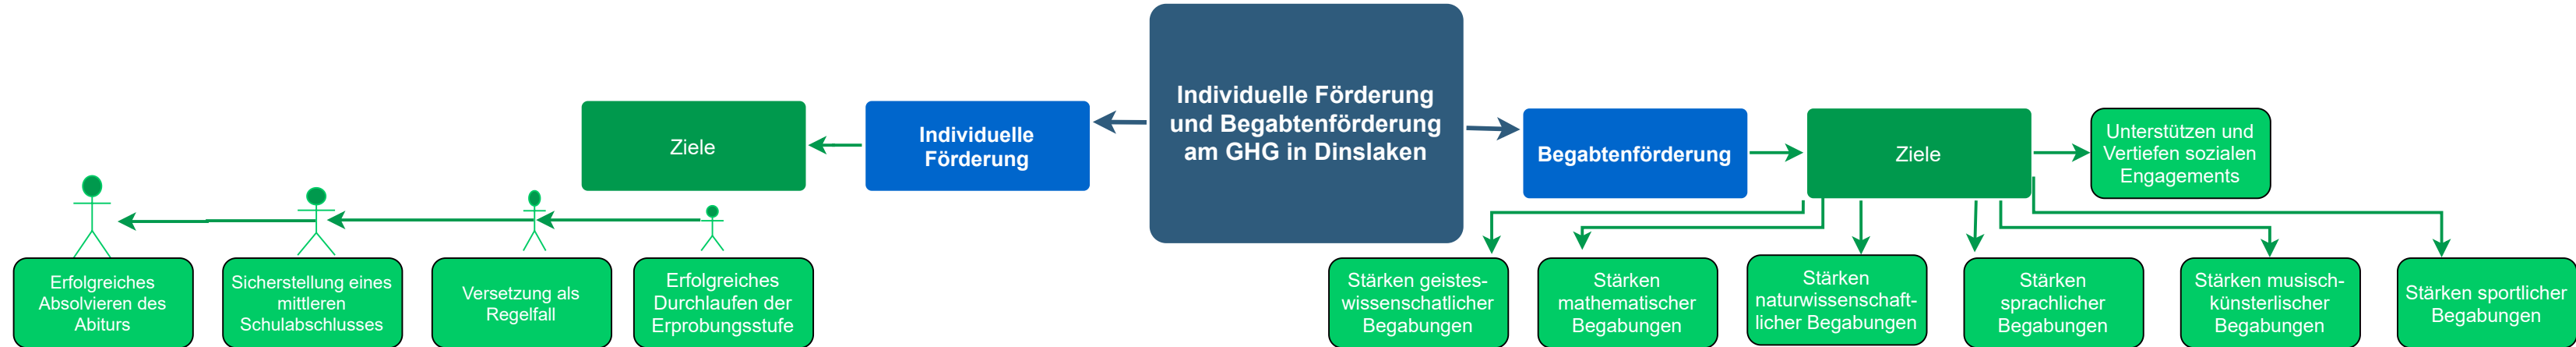 Individuelle Förderung
und Begabtenförderung
am GHG in Dinslaken
Individuelle
Förderung
Ziele
Erfolgreiches
Absolvieren des
Abiturs
Sicherstellung eines
mittleren
Schulabschlusses
Versetzung als
Regelfall
Erfolgreiches
Durchlaufen der
Erprobungsstufe
Begabtenförderung
Ziele
Unterstützen und
Vertiefen sozialen
Engagements
Stärken geistes-
wissenschatlicher
Begabungen
Stärken
mathematischer
Begabungen
Stärken
naturwissenschaft-
licher Begabungen
Stärken
sprachlicher
Begabungen
Stärken musisch-
künsterlischer
Begabungen
Stärken sportlicher
Begabungen